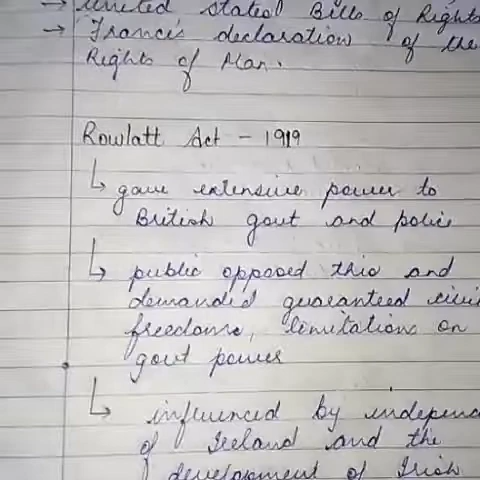 → United States' Bills of Rights
→ France's declaration of the
Rights of Man.
Rowlatt Act - 1919
↳ gave extensive power to
British govt and police
↳ public opposed this and
demanded guaranteed civil
freedoms, limitations on
govt power
↳ influenced by independ
of Ireland and the
development of Irish